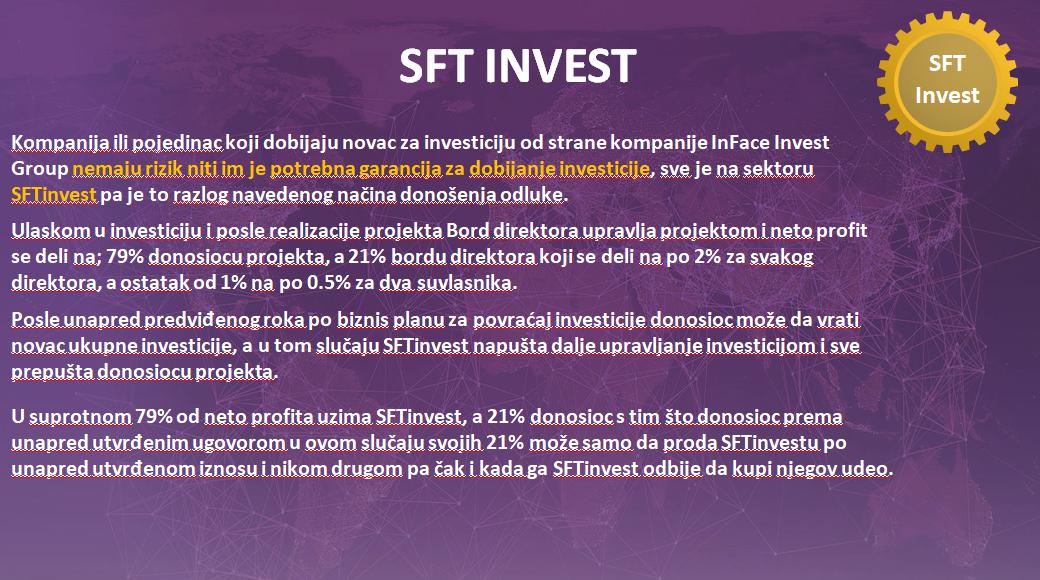 SFT INVEST
SFT
Invest
Kompanija ili pojedinac koji dobijaju novac za investiciju od strane kompanije InFace Invest
Group nemaju rizik niti im je potrebna garancija za dobijanje investicije, sve je na sektoru
SFTinvest pa je to razlog navedenog načina donošenja odluke.
Ulaskom u investiciju i posle realizacije projekta Bord direktora upravlja projektom i neto profit
se deli na; 79% donosiocu projekta, a 21% bordu direktora koji se deli na po 2% za svakog
direktora, a ostatak od 1% na po 0.5% za dva suvlasnika.
Posle unapred predviđenog roka po biznis planu za povraćaj investicije donosioc može da vrati
novac ukupne investicije, a u tom slučaju SFTinvest napušta dalje upravljanje investicijom i sve
prepušta donosiocu projekta.
U suprotnom 79% od neto profita uzima SFTinvest, a 21% donosioc s tim što donosioc prema
unapred utvrđenim ugovorom u ovom slučaju svojih 21% može samo da proda SFTinvestu po
unapred utvrđenom iznosu i nikom drugom pa čak i kada ga SFTinvest odbije da kupi njegov udeo.